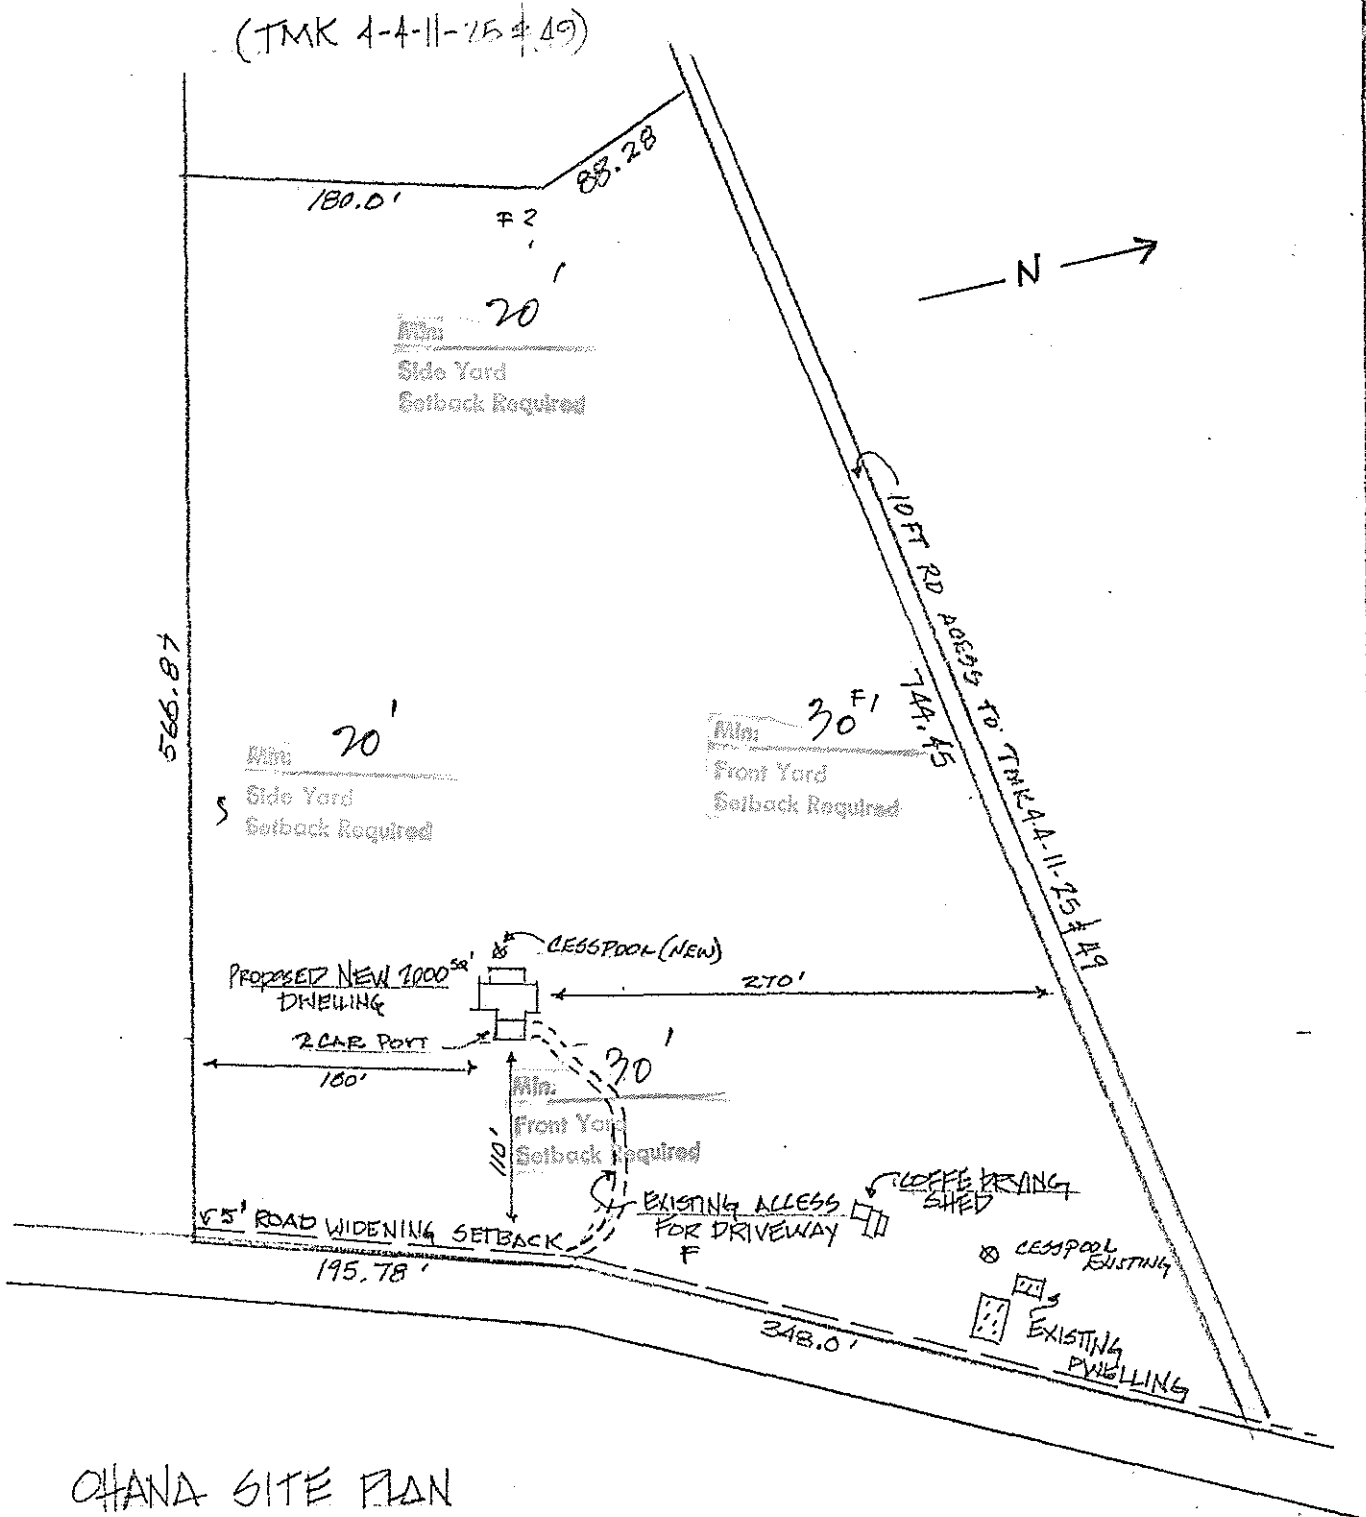 (TMK 4-4-11-25 & 49)
180.0'
88.28
F 2
N
20'
Min:
Side Yard
Setback Required
10 FT RD ACCESS TO TMK 4-4-11-25 & 49
744.45
566.87
20'
Min:
Side Yard
Setback Required
S
30'
F1
Min:
Front Yard
Setback Required
CESSPOOL (NEW)
PROPOSED NEW 2000 SQ'
DWELLING
270'
2 CAR PORT
160'
30'
Min:
Front Yard
Setback Required
110'
COFFE DRYING
SHED
EXISTING ACCESS
FOR DRIVEWAY
F
5' ROAD WIDENING SETBACK
195.78'
CESSPOOL
EXISTING
EXISTING
DWELLING
348.0'
OHANA SITE PLAN